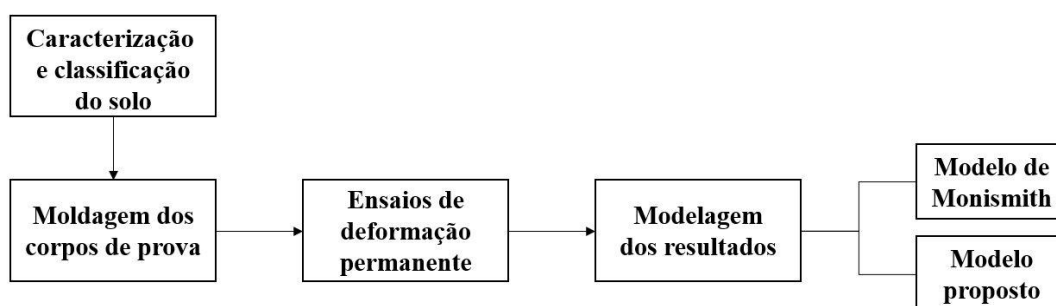 Caracterização
e classificação
do solo
Moldagem dos
corpos de prova
Ensaios de
deformação
permanente
Modelagem
dos resultados
Modelo de
Monismith
Modelo
proposto